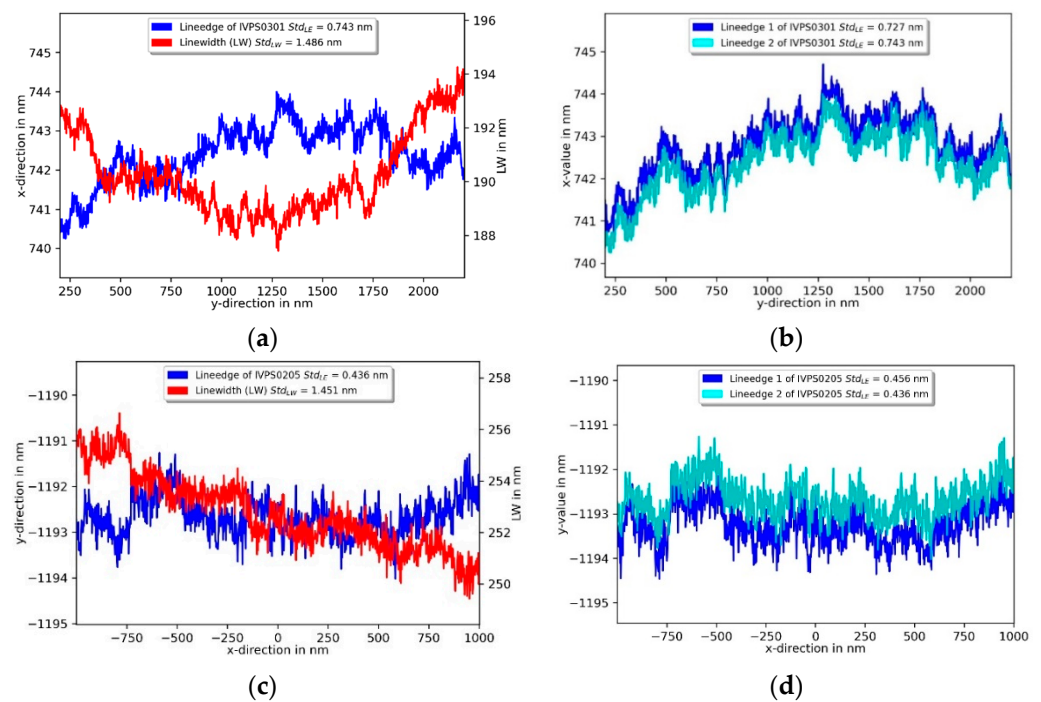 Lineedge of IVPS0301 Std_LE = 0.743 nm
Linewidth (LW) Std_LW = 1.486 nm
745
744
743
742
741
740
x-direction in nm
196
194
192
190
188
LW in nm
250 500 750 1000 1250 1500 1750 2000
y-direction in nm
(a)
Lineedge 1 of IVPS0301 Std_LE = 0.727 nm
Lineedge 2 of IVPS0301 Std_LE = 0.743 nm
745
744
743
742
741
740
x-value in nm
250 500 750 1000 1250 1500 1750 2000
y-direction in nm
(b)
Lineedge of IVPS0205 Std_LE = 0.436 nm
Linewidth (LW) Std_LW = 1.451 nm
−1190
−1191
−1192
−1193
−1194
−1195
y-direction in nm
258
256
254
252
250
LW in nm
−750 −500 −250 0 250 500 750 1000
x-direction in nm
(c)
Lineedge 1 of IVPS0205 Std_LE = 0.456 nm
Lineedge 2 of IVPS0205 Std_LE = 0.436 nm
−1190
−1191
−1192
−1193
−1194
−1195
y-value in nm
−750 −500 −250 0 250 500 750 1000
x-direction in nm
(d)